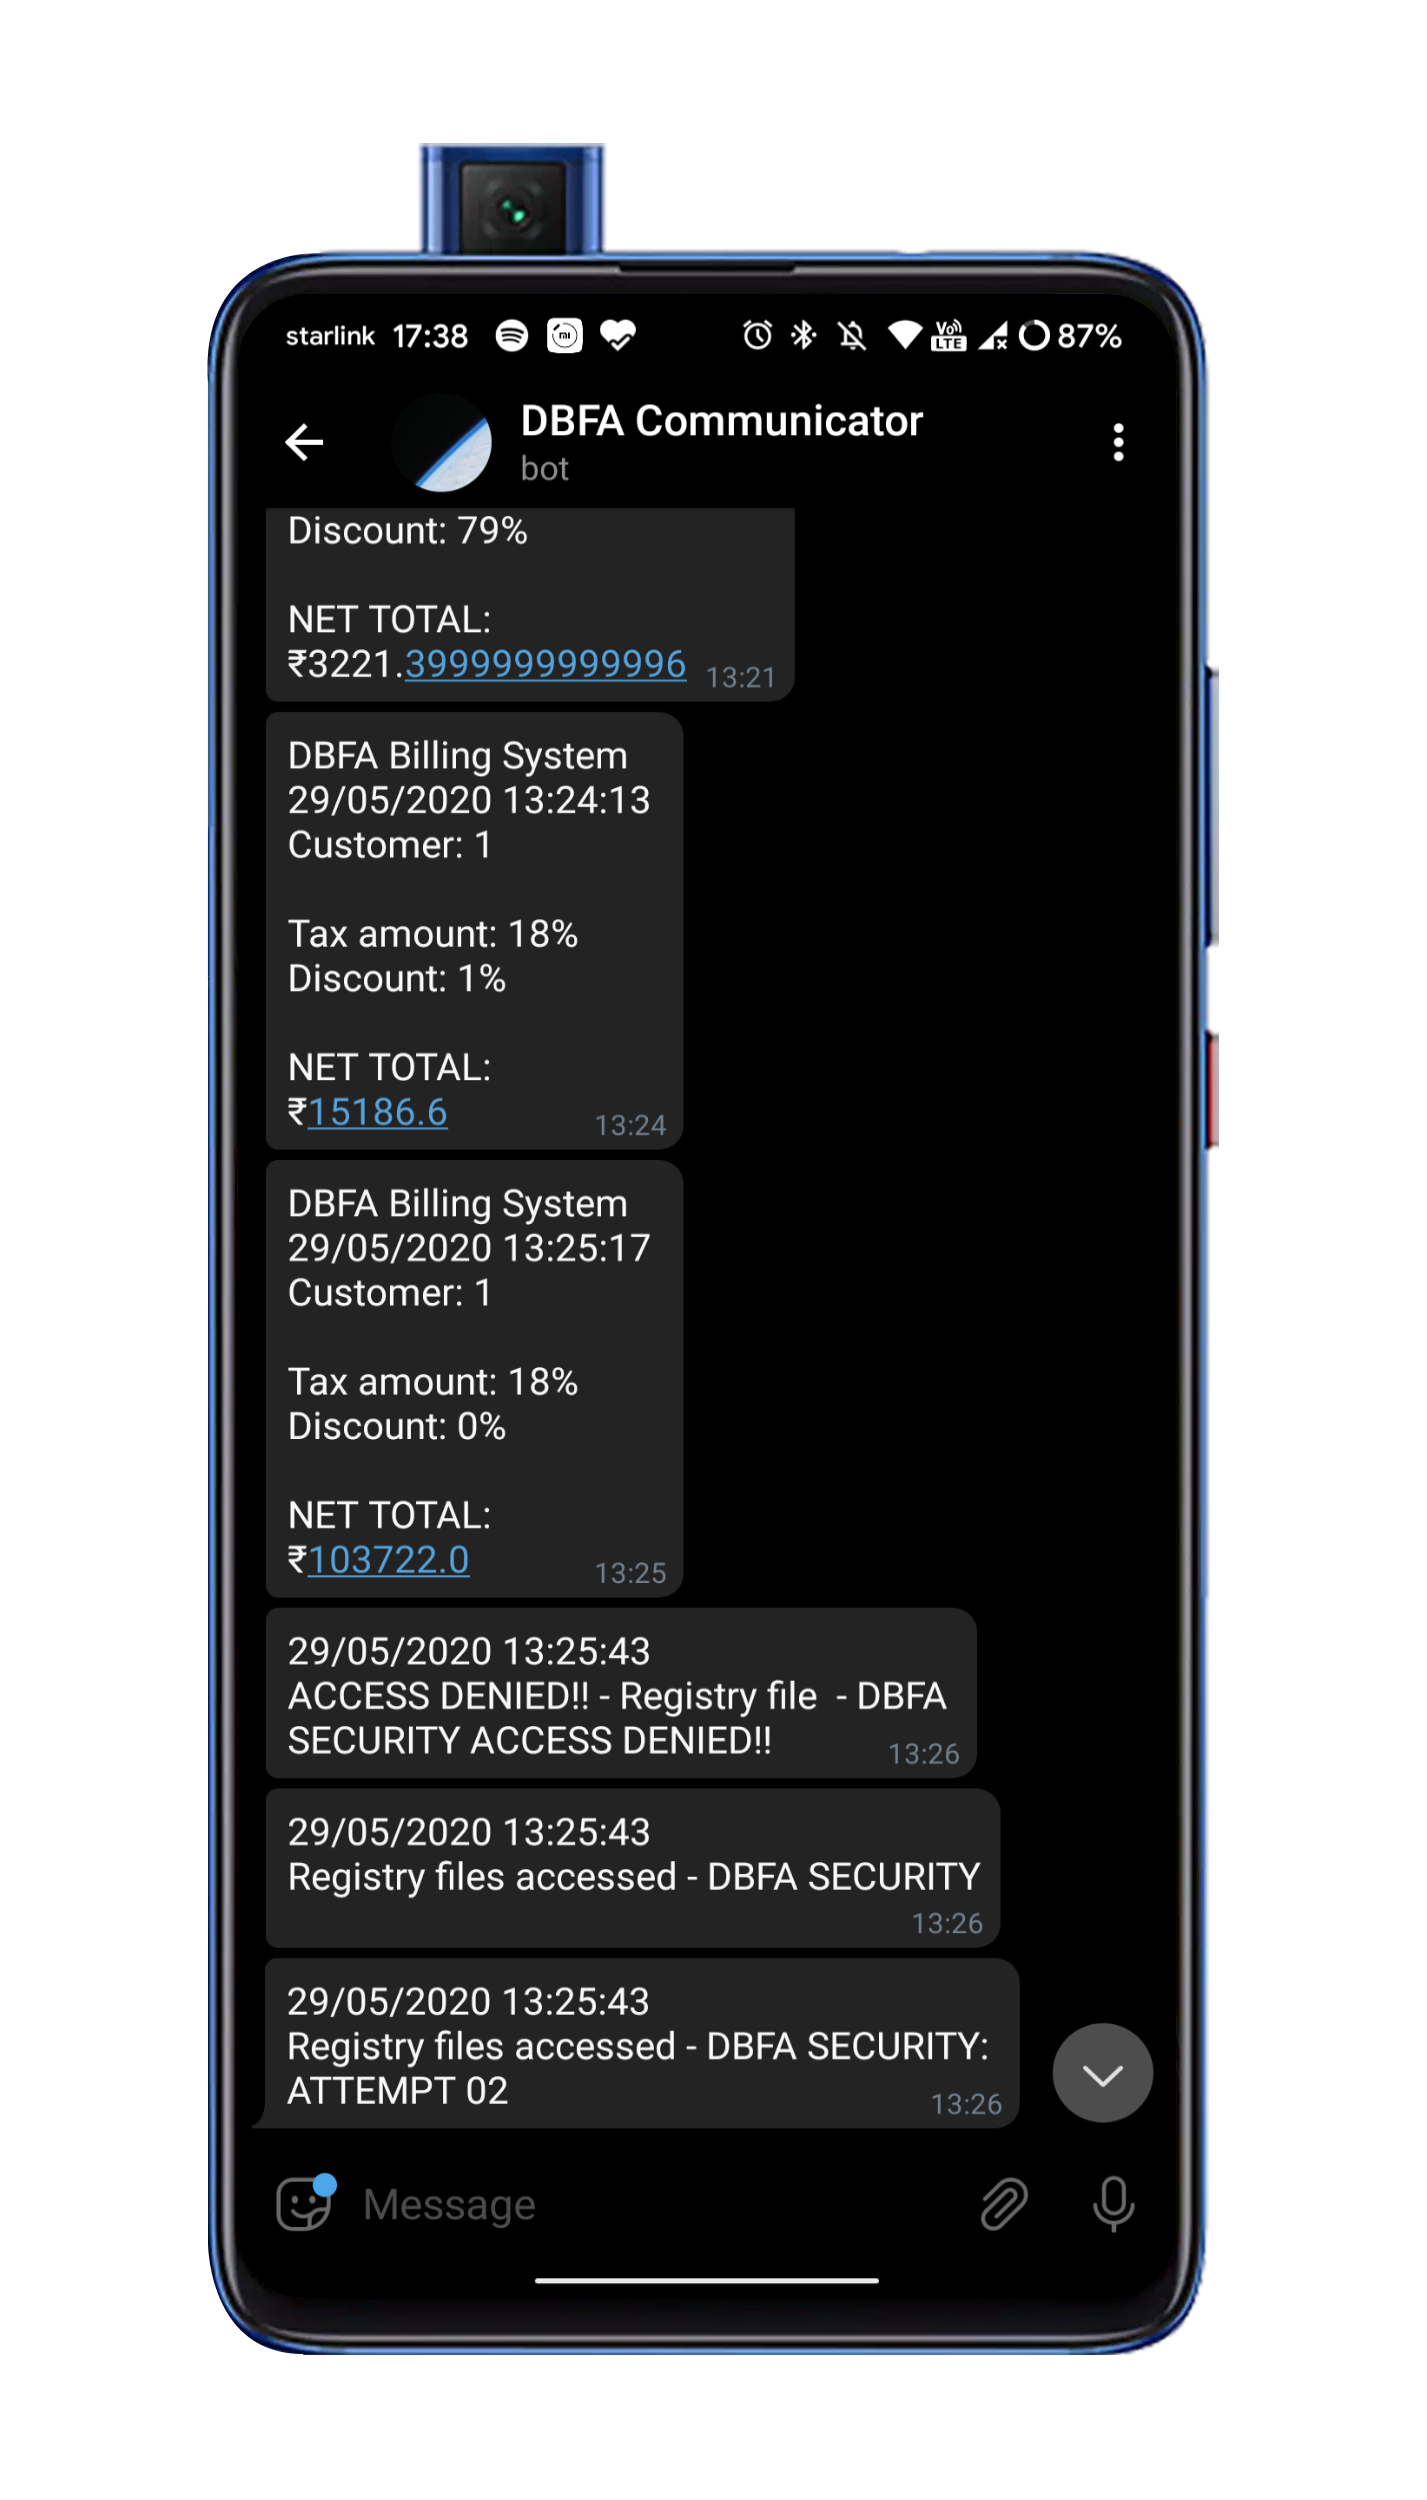 starlink 17:38 87%
Vo)) LTE
DBFA Communicator
bot
Discount: 79%
NET TOTAL:
₹3221.3999999999996 13:21
DBFA Billing System
29/05/2020 13:24:13
Customer: 1
Tax amount: 18%
Discount: 1%
NET TOTAL:
₹15186.6 13:24
DBFA Billing System
29/05/2020 13:25:17
Customer: 1
Tax amount: 18%
Discount: 0%
NET TOTAL:
₹103722.0 13:25
29/05/2020 13:25:43
ACCESS DENIED!! - Registry file  - DBFA
SECURITY ACCESS DENIED!! 13:26
29/05/2020 13:25:43
Registry files accessed - DBFA SECURITY
13:26
29/05/2020 13:25:43
Registry files accessed - DBFA SECURITY:
ATTEMPT 02 13:26
Message